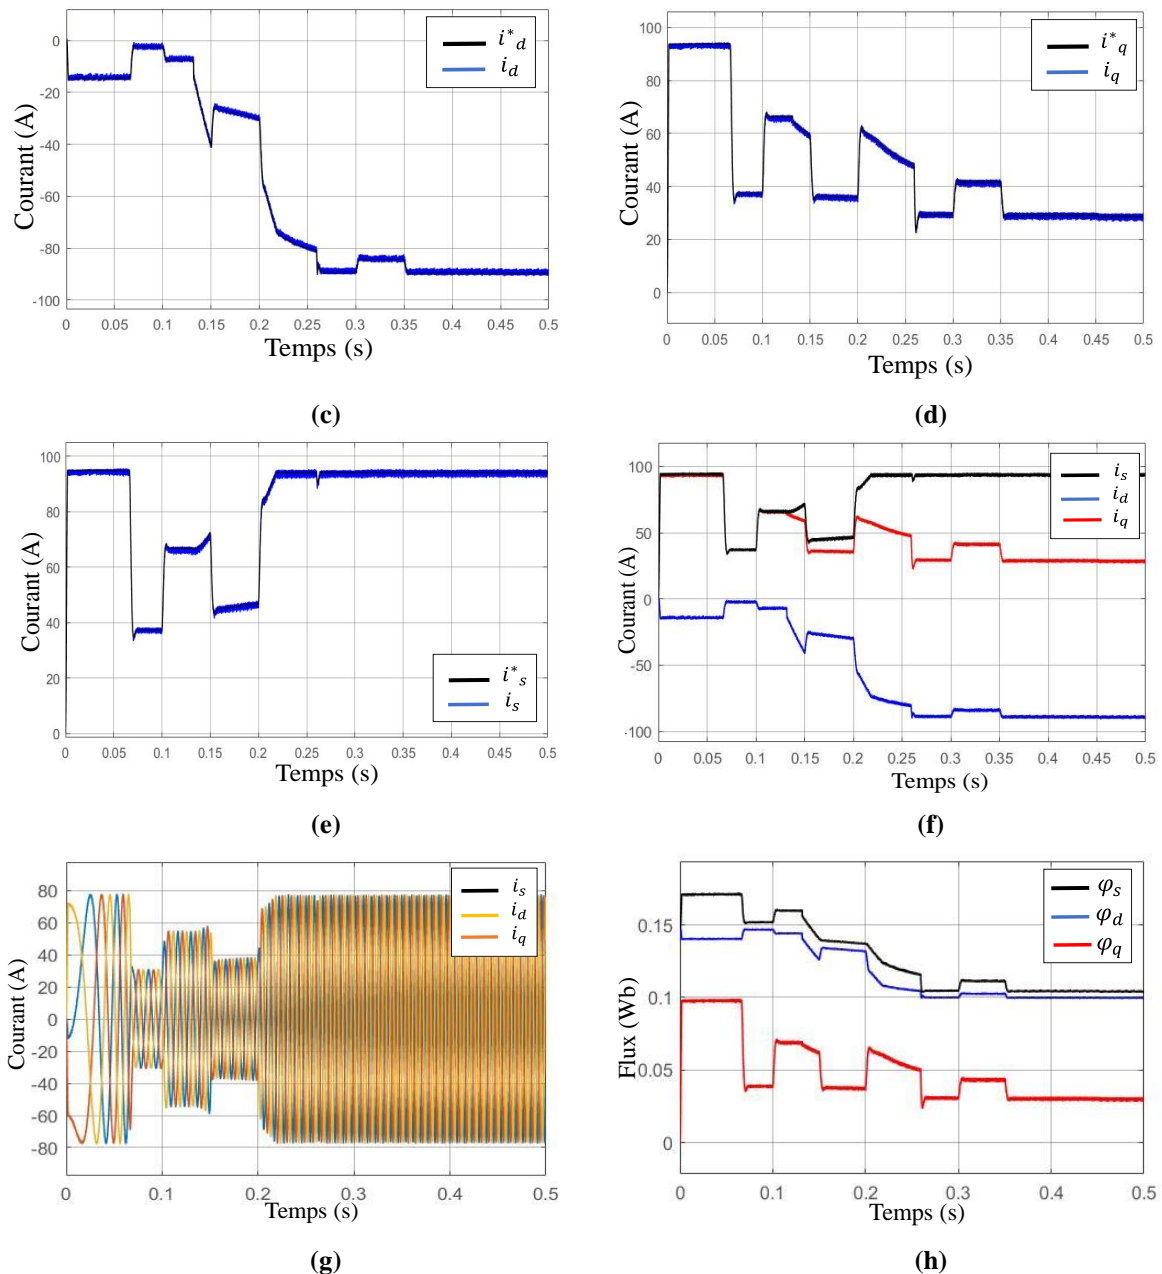 0
-20
-40
-60
-80
-100
Courant (A)
i*d
id
0 0.05 0.1 0.15 0.2 0.25 0.3 0.35 0.4 0.45 0.5
Temps (s)
(c)
100
80
60
40
20
0
Courant (A)
i*q
iq
0 0.05 0.1 0.15 0.2 0.25 0.3 0.35 0.4 0.45 0.5
Temps (s)
(d)
100
80
60
40
20
0
Courant (A)
i*s
is
0 0.05 0.1 0.15 0.2 0.25 0.3 0.35 0.4 0.45 0.5
Temps (s)
(e)
100
50
0
-50
-100
Courant (A)
is
id
iq
0 0.05 0.1 0.15 0.2 0.25 0.3 0.35 0.4 0.45 0.5
Temps (s)
(f)
80
60
40
20
0
-20
-40
-60
-80
Courant (A)
is
id
iq
0 0.1 0.2 0.3 0.4 0.5
Temps (s)
(g)
0.15
0.1
0.05
0
Flux (Wb)
φs
φd
φq
0 0.1 0.2 0.3 0.4 0.5
Temps (s)
(h)